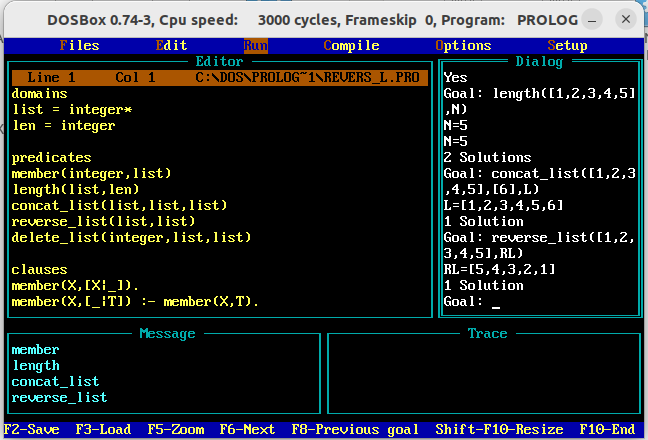 DOSBox 0.74-3, Cpu speed: 3000 cycles, Frameskip 0, Program: PROLOG
Files Edit Run Compile Options Setup
Editor
Line 1 Col 1 C:\DOS\PROLOG~1\REVERS_L.PRO
domains
list = integer*
len = integer
predicates
member(integer,list)
length(list,len)
concat_list(list,list,list)
reverse_list(list,list)
delete_list(integer,list,list)
clauses
member(X,[X¦_]).
member(X,[_¦T]) :- member(X,T).
Dialog
Yes
Goal: length([1,2,3,4,5]
,N)
N=5
N=5
2 Solutions
Goal: concat_list([1,2,3
,4,5],[6],L)
L=[1,2,3,4,5,6]
1 Solution
Goal: reverse_list([1,2,
3,4,5],RL)
RL=[5,4,3,2,1]
1 Solution
Goal: _
Message
member
length
concat_list
reverse_list
Trace
F2-Save F3-Load F5-Zoom F6-Next F8-Previous goal Shift-F10-Resize F10-End